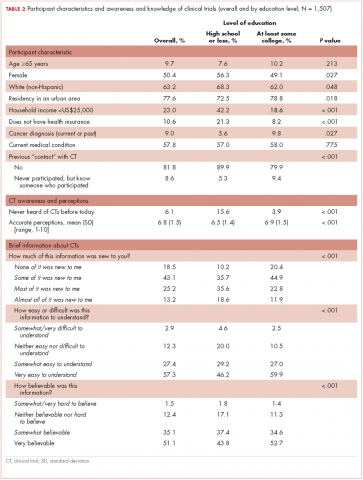 TABLE 2 Participant characteristics and awareness and knowledge of clinical trials (overall and by education level; N = 1,507)
Level of education
Overall, % High school or less, % At least some college, % P value
Participant characteristic
Age ≥65 years 9.7 7.6 10.2 .213
Female 50.4 56.3 49.1 .027
White (non-Hispanic) 63.2 68.3 62.0 .048
Residency in an urban area 77.6 72.5 78.8 .018
Household income <US$25,000 23.0 42.2 18.6 <.001
Does not have health insurance 10.6 21.3 8.2 <.001
Cancer diagnosis (current or past) 9.0 5.6 9.8 .027
Current medical condition 57.8 57.0 58.0 .775
Previous "contact" with CT <.001
No 81.8 89.9 79.9
Never participated, but know
someone who participated 8.6 5.3 9.4
CT awareness and perceptions
Never heard of CTs before today 6.1 15.6 3.9 <.001
Accurate perceptions, mean (SD) 6.8 (1.5) 6.5 (1.4) 6.9 (1.5) <.001
[range, 1-10]
Brief information about CTs
How much of this information was new to you? <.001
None of it was new to me 18.5 10.2 20.4
Some of it was new to me 43.1 35.7 44.9
Most of it was new to me 25.2 35.6 22.8
Almost all of it was new to me 13.2 18.6 11.9
How easy or difficult was this
information to understand? <.001
Somewhat/very difficult to
understand 2.9 4.6 2.5
Neither easy nor difficult to
understand 12.3 20.0 10.5
Somewhat easy to understand 27.4 29.2 27.0
Very easy to understand 57.3 46.2 59.9
How believable was this
information? <.001
Somewhat/very hard to believe 1.5 1.8 1.4
Neither believable nor hard
to believe 12.4 17.1 11.3
Somewhat believable 35.1 37.4 34.6
Very believable 51.1 43.8 52.7
CT, clinical trial; SD, standard deviation